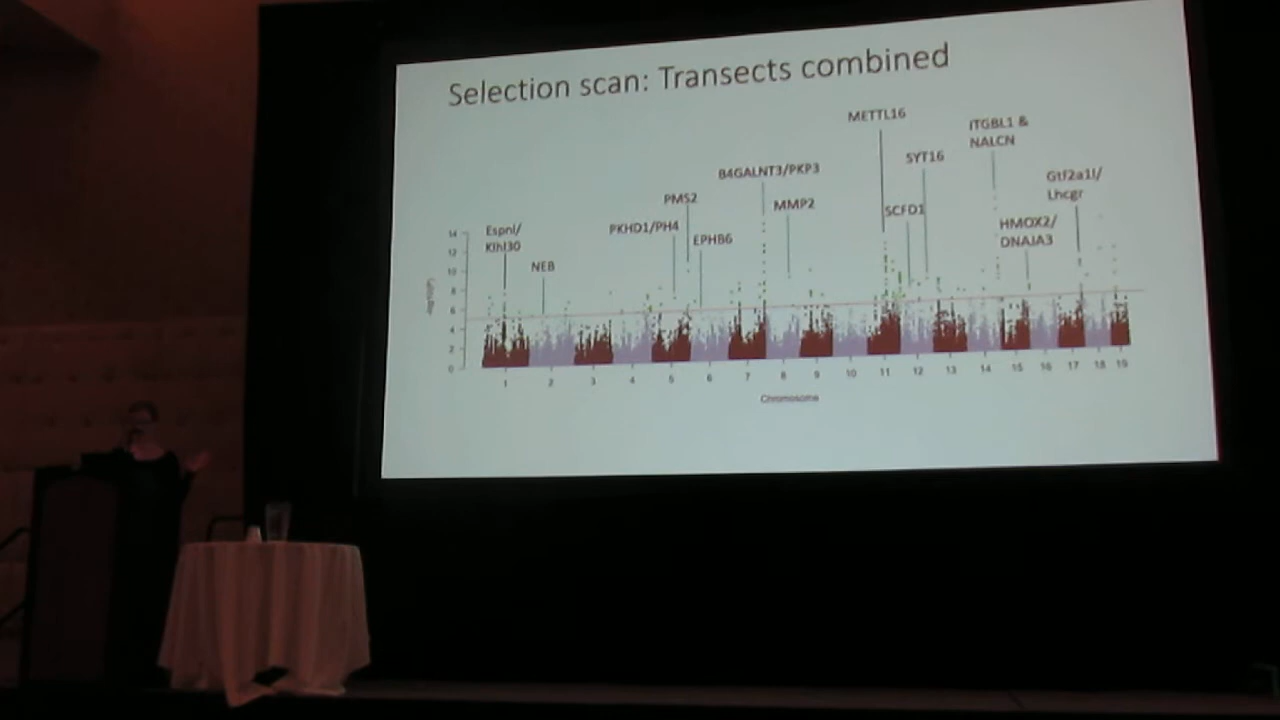 Selection scan: Transects combined
METTL16
ITGBL1 &
NALCN
SYT16
B4GALNT3/PKP3
Gtf2a1l/
Lhcgr
PMS2
MMP2
SCFD1
PKHD1/PH4
EPHB6
HMOX2/
DNAJA3
Espnl/
Klhl30
NEB
14
12
10
8
6
4
2
0
1 2 3 4 5 6 7 8 9 10 11 12 13 14 15 16 17 18 19
Chromosome